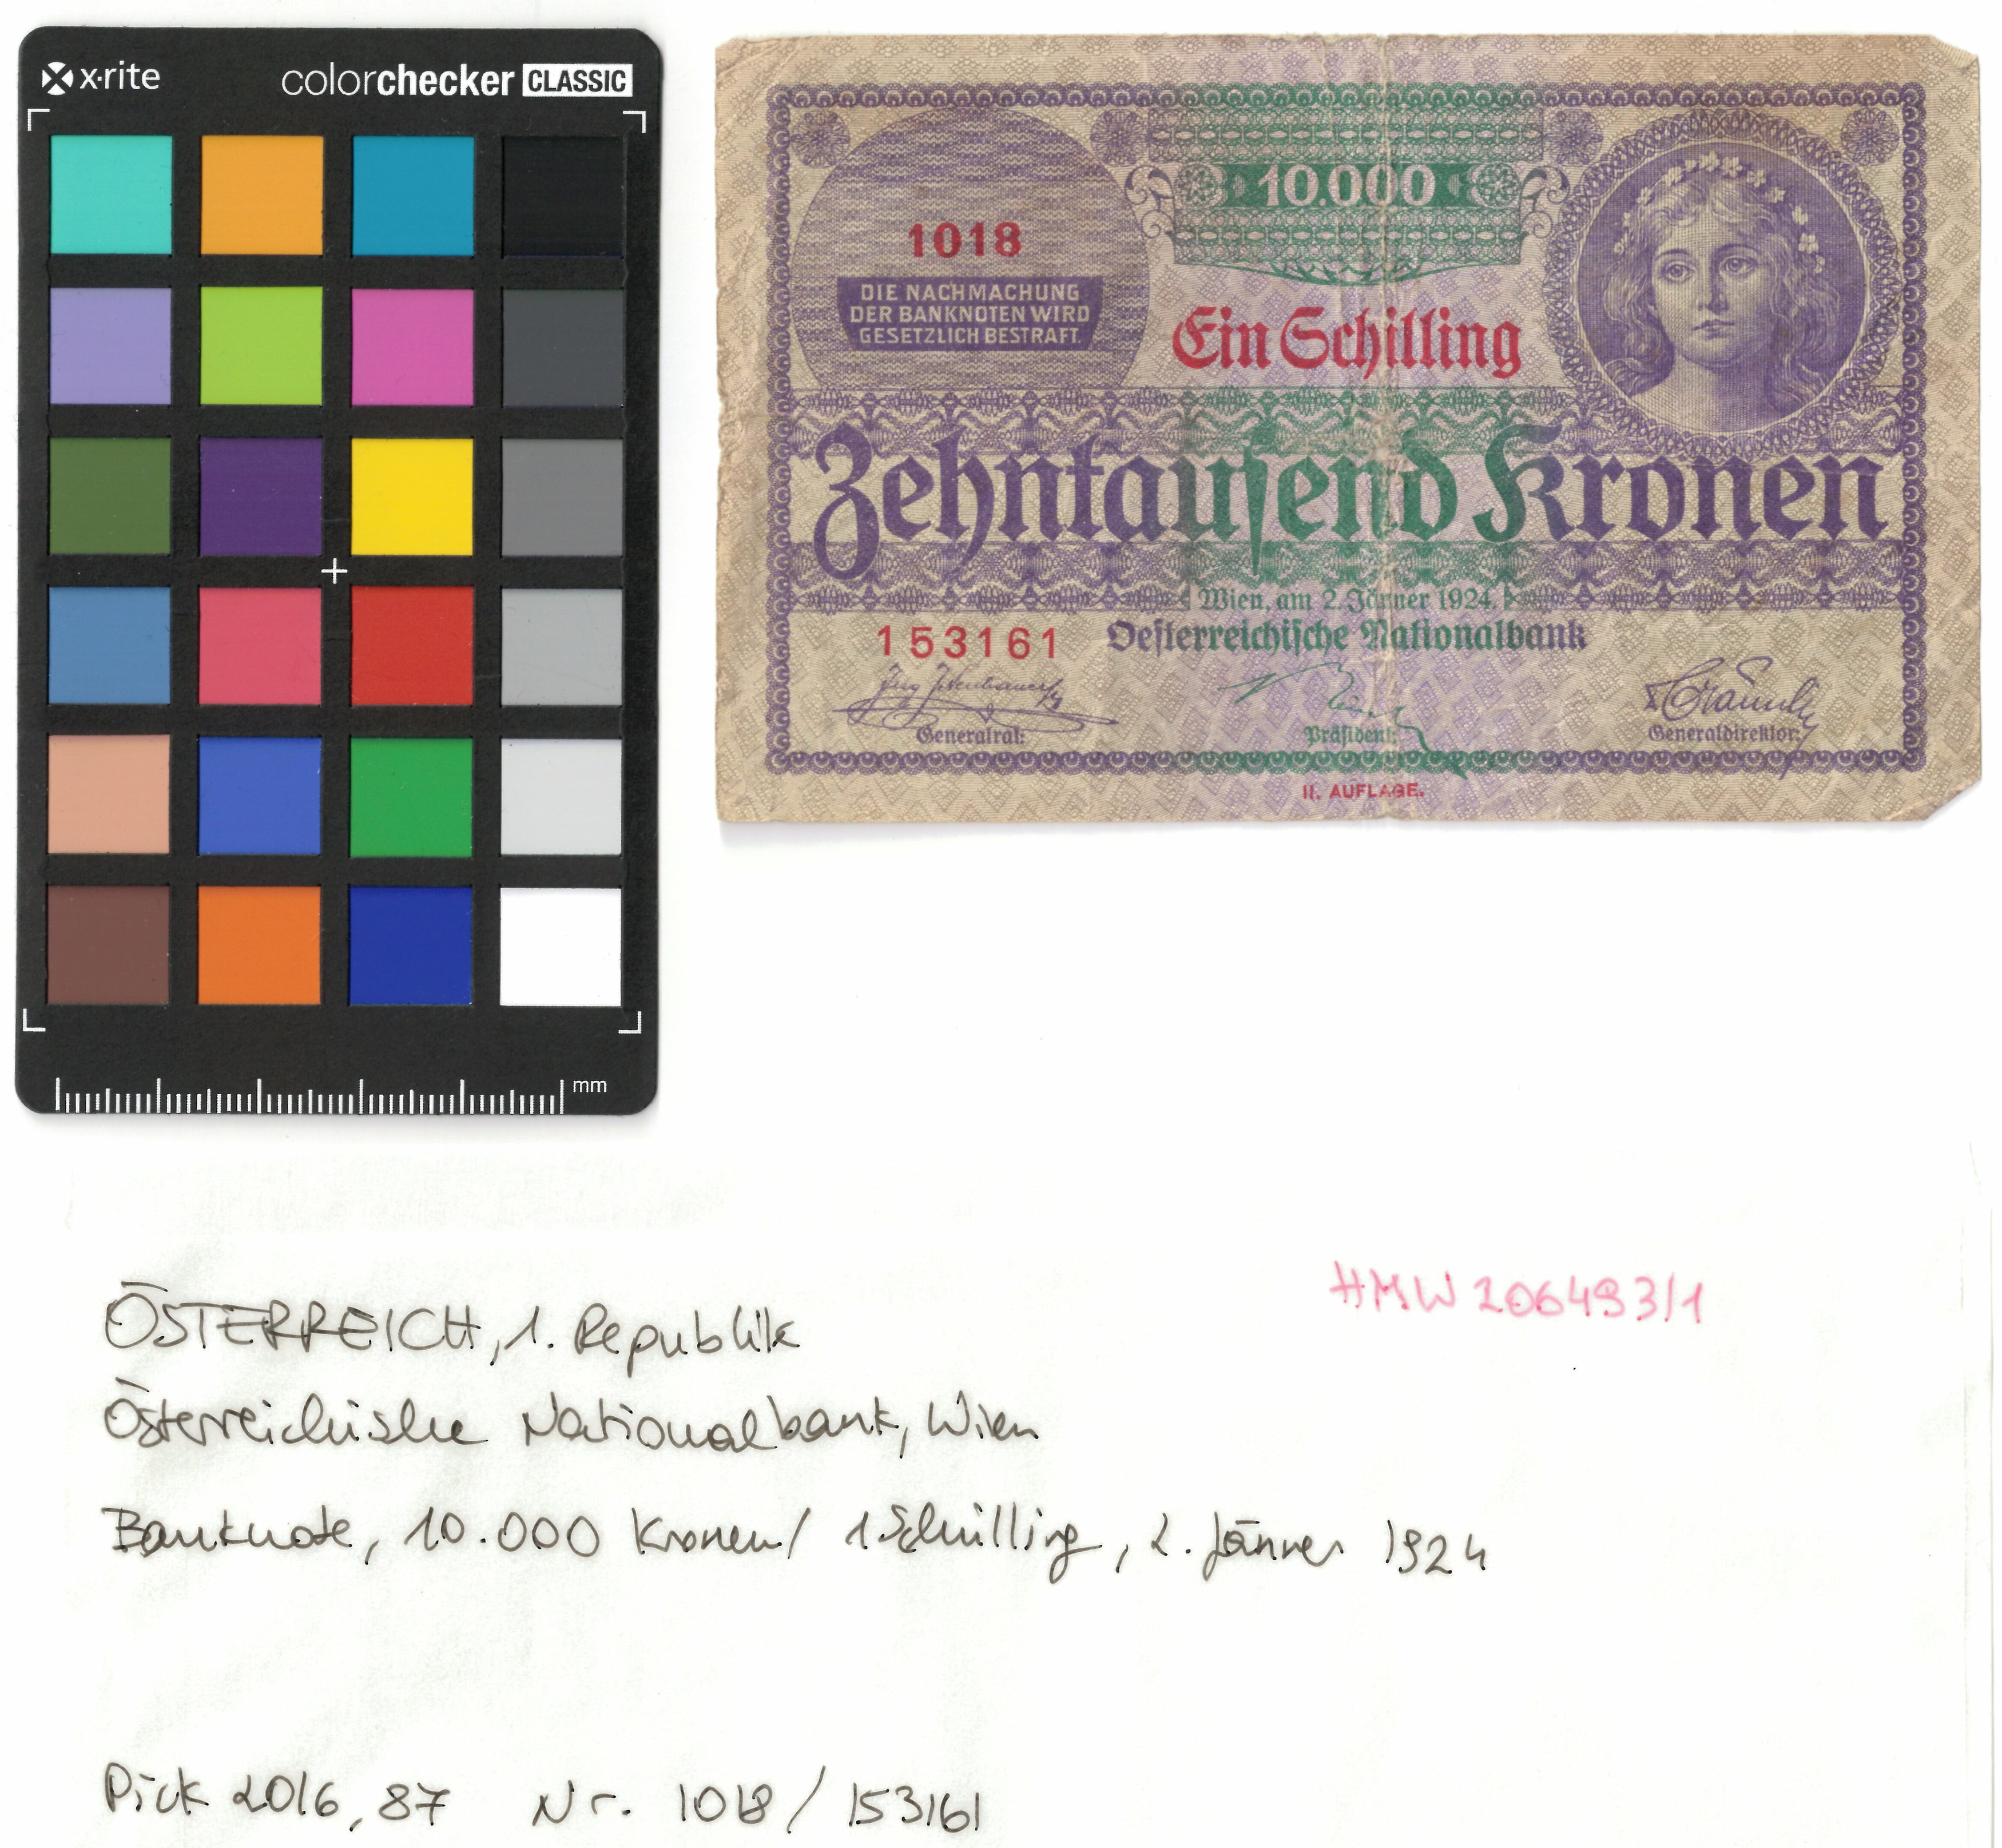 x·rite colorchecker CLASSIC
mm
10.000
1018
DIE NACHMACHUNG
DER BANKNOTEN WIRD
GESETZLICH BESTRAFT.
Ein Schilling
Zehntauſend Kronen
Wien, am 2. Jänner 1924.
153161 Oeſterreichiſche Nationalbank
Generalrat: Präſident: Generaldirektor:
II. AUFLAGE.
HMW 206493/1
ÖSTERREICH, 1. Republik
Österreichische Nationalbank, Wien
Banknote, 10.000 Kronen/ 1 Schilling, 2. Jänner 1924
Pick 2016, 87 Nr. 1018 / 153161